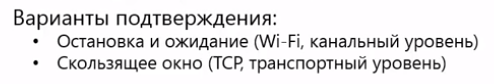 Варианты подтверждения:
• Остановка и ожидание (Wi-Fi, канальный уровень)
• Скользящее окно (TCP, транспортный уровень)